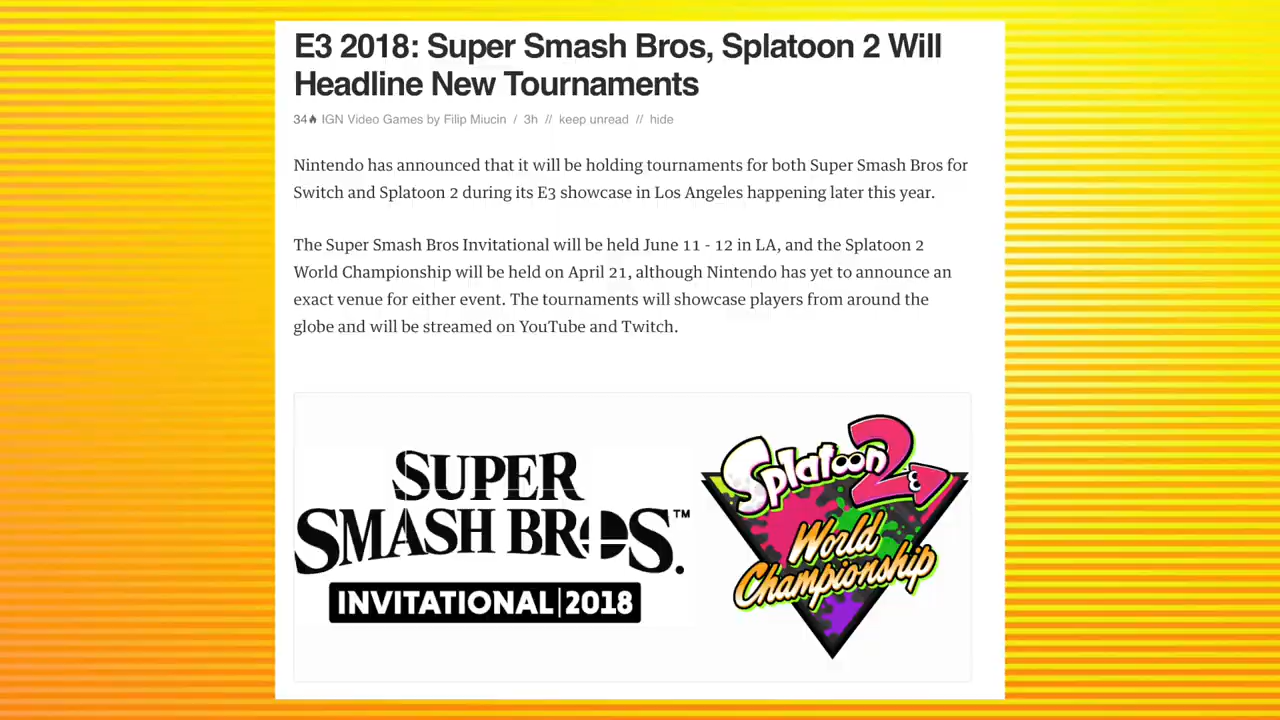 E3 2018: Super Smash Bros, Splatoon 2 Will
Headline New Tournaments
34 IGN Video Games by Filip Miucin / 3h // keep unread // hide
Nintendo has announced that it will be holding tournaments for both Super Smash Bros for
Switch and Splatoon 2 during its E3 showcase in Los Angeles happening later this year.
The Super Smash Bros Invitational will be held June 11 - 12 in LA, and the Splatoon 2
World Championship will be held on April 21, although Nintendo has yet to announce an
exact venue for either event. The tournaments will showcase players from around the
globe and will be streamed on YouTube and Twitch.
SUPER
SMASH BROS.™
INVITATIONAL|2018
Splatoon 2
World
Championship